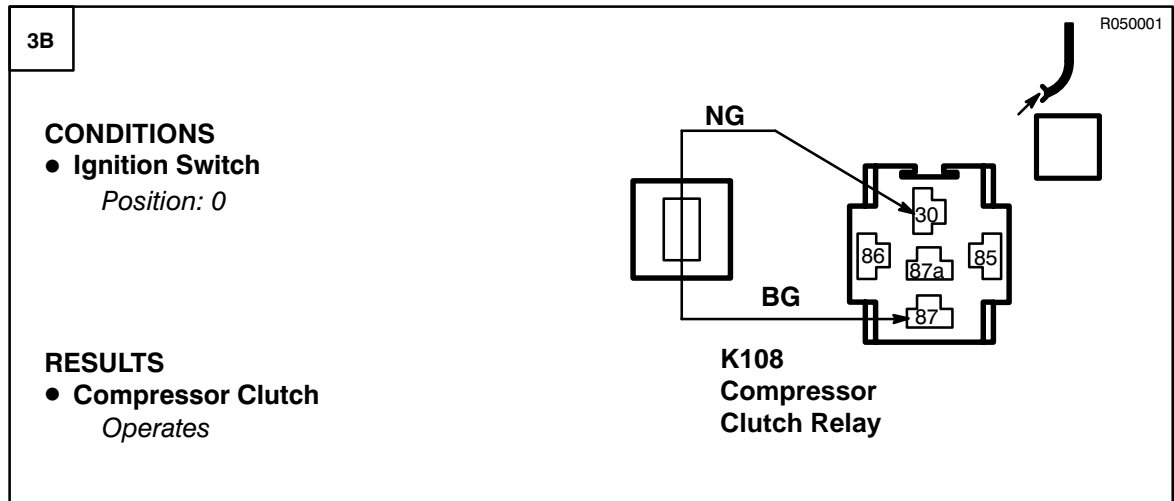 3B
R050001
CONDITIONS
● Ignition Switch
Position: 0
RESULTS
● Compressor Clutch
Operates
NG
BG
30
86
87a
85
87
K108
Compressor
Clutch Relay